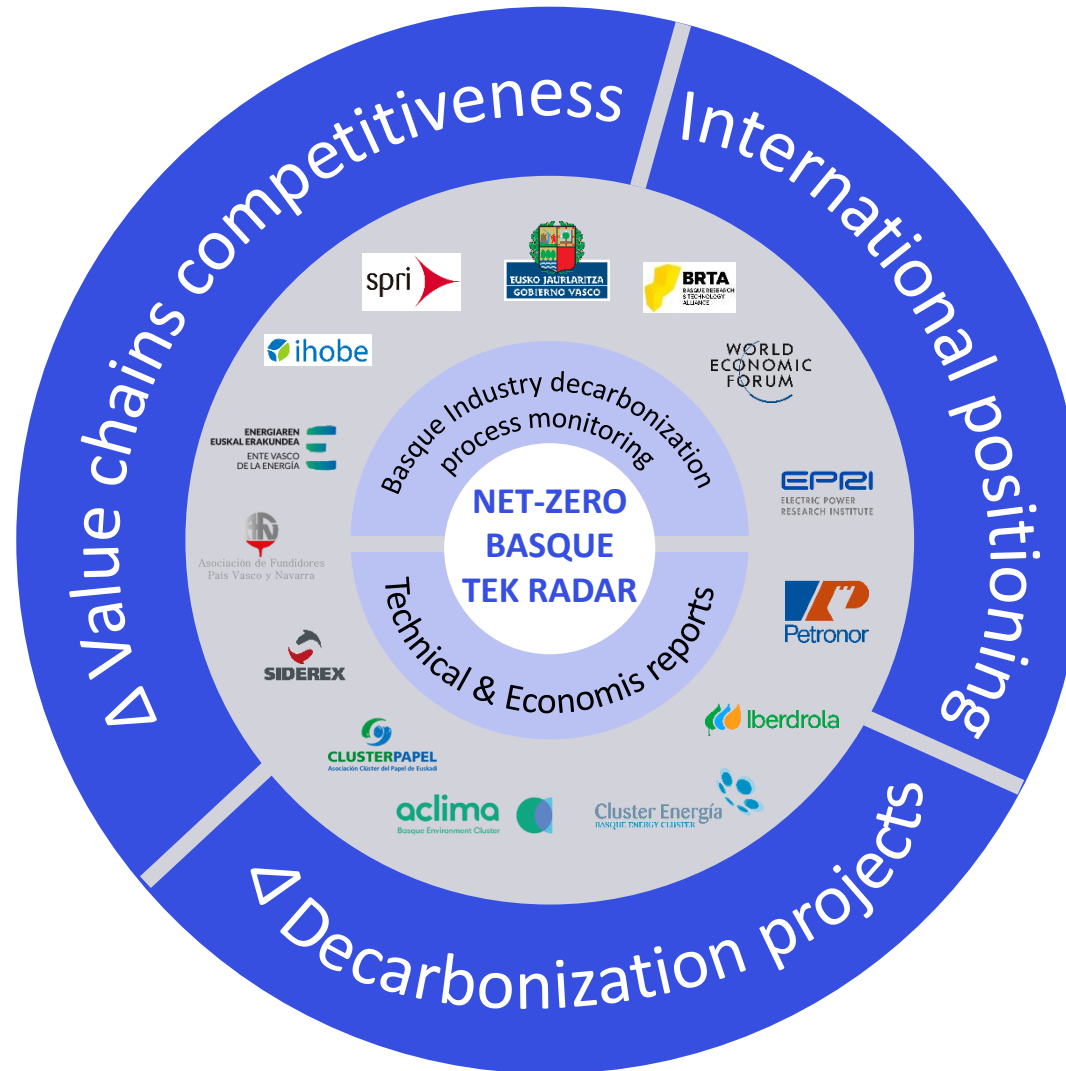 Δ Value chains competitiveness
International positioning
Δ Decarbonization projects
spri
EUSKO JAURLARITZA
GOBIERNO VASCO
BRTA
BASQUE RESEARCH
& TECHNOLOGY
ALLIANCE
ihobe
WORLD
ECONOMIC
FORUM
ENERGIAREN
EUSKAL ERAKUNDEA
ENTE VASCO
DE LA ENERGÍA
EPRI
ELECTRIC POWER
RESEARCH INSTITUTE
Asociación de Fundidores
País Vasco y Navarra
Petronor
SIDEREX
Iberdrola
CLUSTERPAPEL
Asociación Clúster del Papel de Euskadi
aclima
Basque Environment Cluster
Cluster Energía
BASQUE ENERGY CLUSTER
Basque Industry decarbonization
process monitoring
NET-ZERO
BASQUE
TEK RADAR
Technical & Economis reports